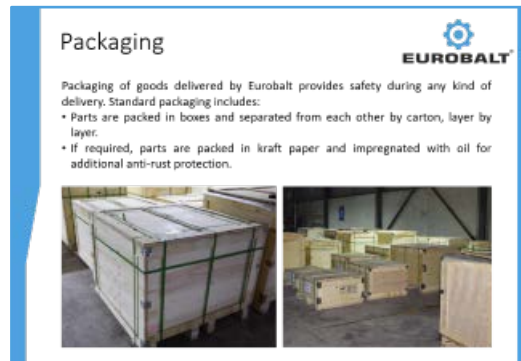 Packaging
EUROBALT
Packaging of goods delivered by Eurobalt provides safety during any kind of
delivery. Standard packaging includes:
• Parts are packed in boxes and separated from each other by carton, layer by
layer.
• If required, parts are packed in kraft paper and impregnated with oil for
additional anti-rust protection.